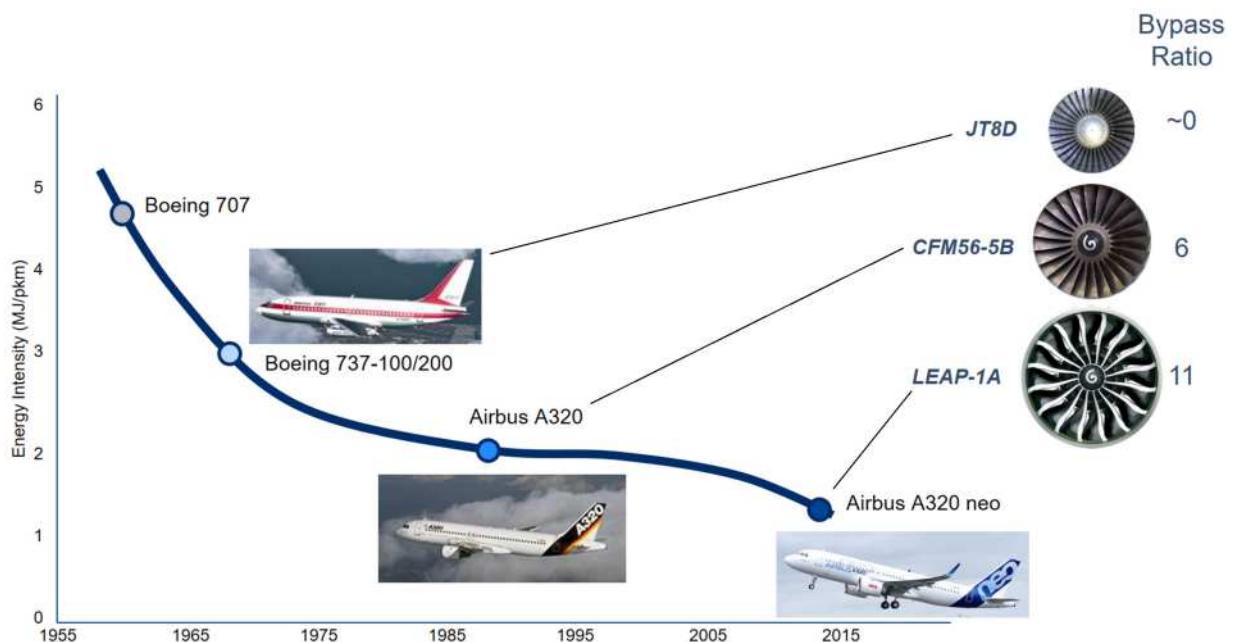 Bypass
Ratio
6
5
4
3
2
1
0
Energy Intensity (MJ/pkm)
1955
1965
1975
1985
1995
2005
2015
Boeing 707
Boeing 737-100/200
Airbus A320
Airbus A320 neo
JT8D
~0
CFM56-5B
6
LEAP-1A
11
A320
neo